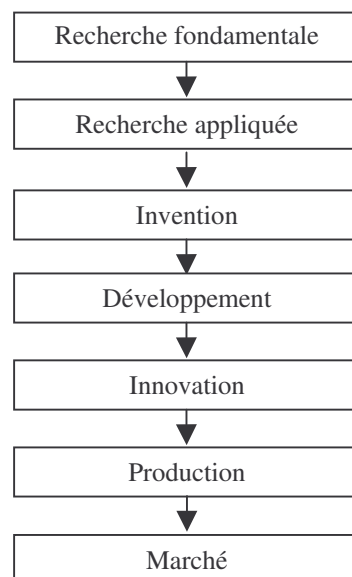 Recherche fondamentale
Recherche appliquée
Invention
Développement
Innovation
Production
Marché